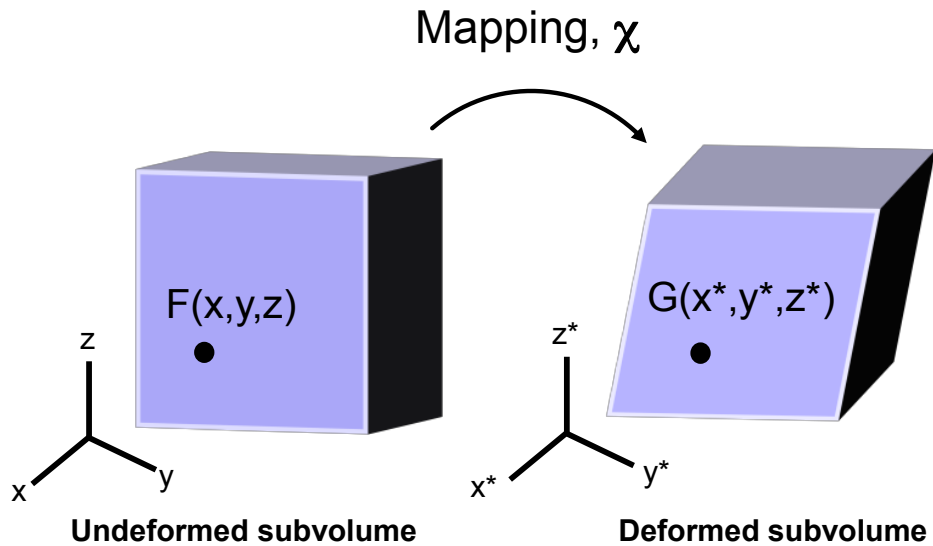 Mapping, χ
F(x,y,z)
G(x*,y*,z*)
z
z*
x
y
x*
y*
Undeformed subvolume
Deformed subvolume